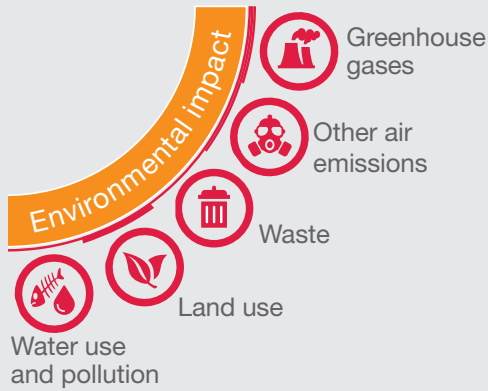 Environmental impact
Greenhouse
gases
Other air
emissions
Waste
Land use
Water use
and pollution